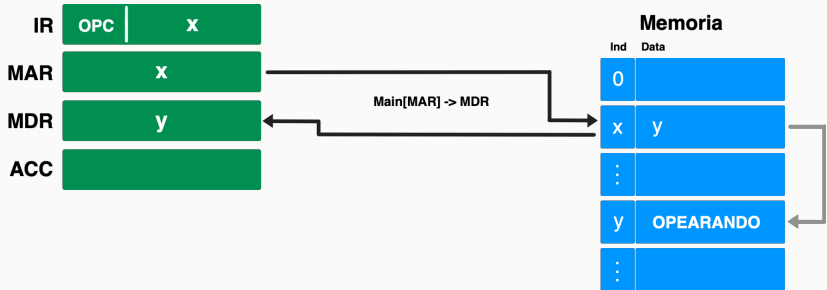 IR OPC x
MAR x
MDR y
ACC
Main[MAR] -> MDR
Memoria
Ind Data
0
x y
⋮
y OPEARANDO
⋮